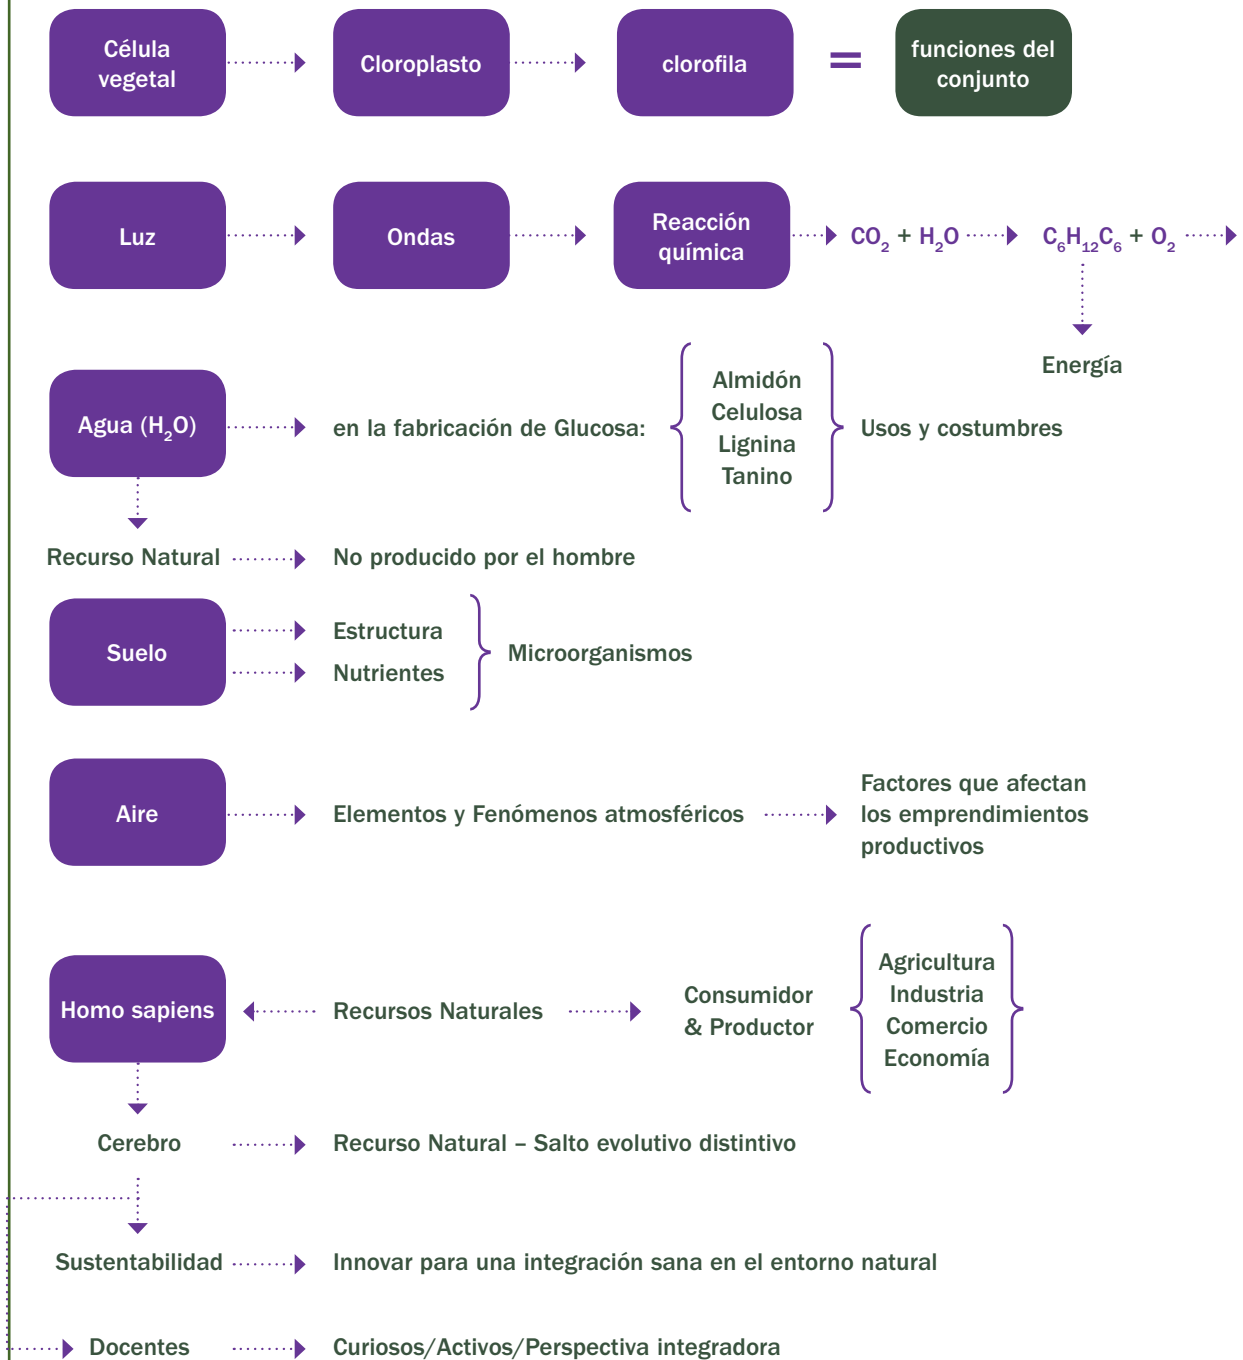 Célula
vegetal
Cloroplasto
clorofila
=
funciones del
conjunto
Luz
Ondas
Reacción
química
CO₂ + H₂O
C₆H₁₂C₆ + O₂
Energía
Agua (H₂O)
en la fabricación de Glucosa:
Almidón
Celulosa
Lignina
Tanino
Usos y costumbres
Recurso Natural
No producido por el hombre
Suelo
Estructura
Nutrientes
Microorganismos
Aire
Elementos y Fenómenos atmosféricos
Factores que afectan
los emprendimientos
productivos
Homo sapiens
Recursos Naturales
Consumidor
& Productor
Agricultura
Industria
Comercio
Economía
Cerebro
Recurso Natural – Salto evolutivo distintivo
Sustentabilidad
Innovar para una integración sana en el entorno natural
Docentes
Curiosos/Activos/Perspectiva integradora